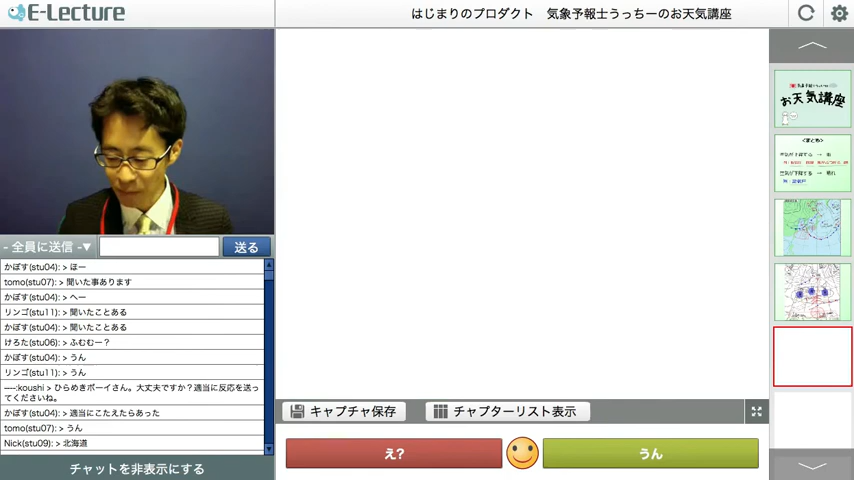 E-Lecture
はじまりのプロダクト 気象予報士うっちーのお天気講座
お天気講座
<まとめ>
- 全員に送信 -▼
送る
かぼす(stu04): > ほー
tomo(stu07): > 聞いた事あります
かぼす(stu04): > へー
リンゴ(stu11): > 聞いたことある
かぼす(stu04): > 聞いたことある
けろた(stu06): > ふむむー？
かぼす(stu04): > うん
リンゴ(stu11): > うん
----:koushi > ひらめきボーイさん。大丈夫ですか？適当に反応を送っ
てくださいね。
かぼす(stu04): > 適当にこたえたらあった
tomo(stu07): > うん
Nick(stu09): > 北海道
チャットを非表示にする
キャプチャ保存
チャプターリスト表示
え?
うん